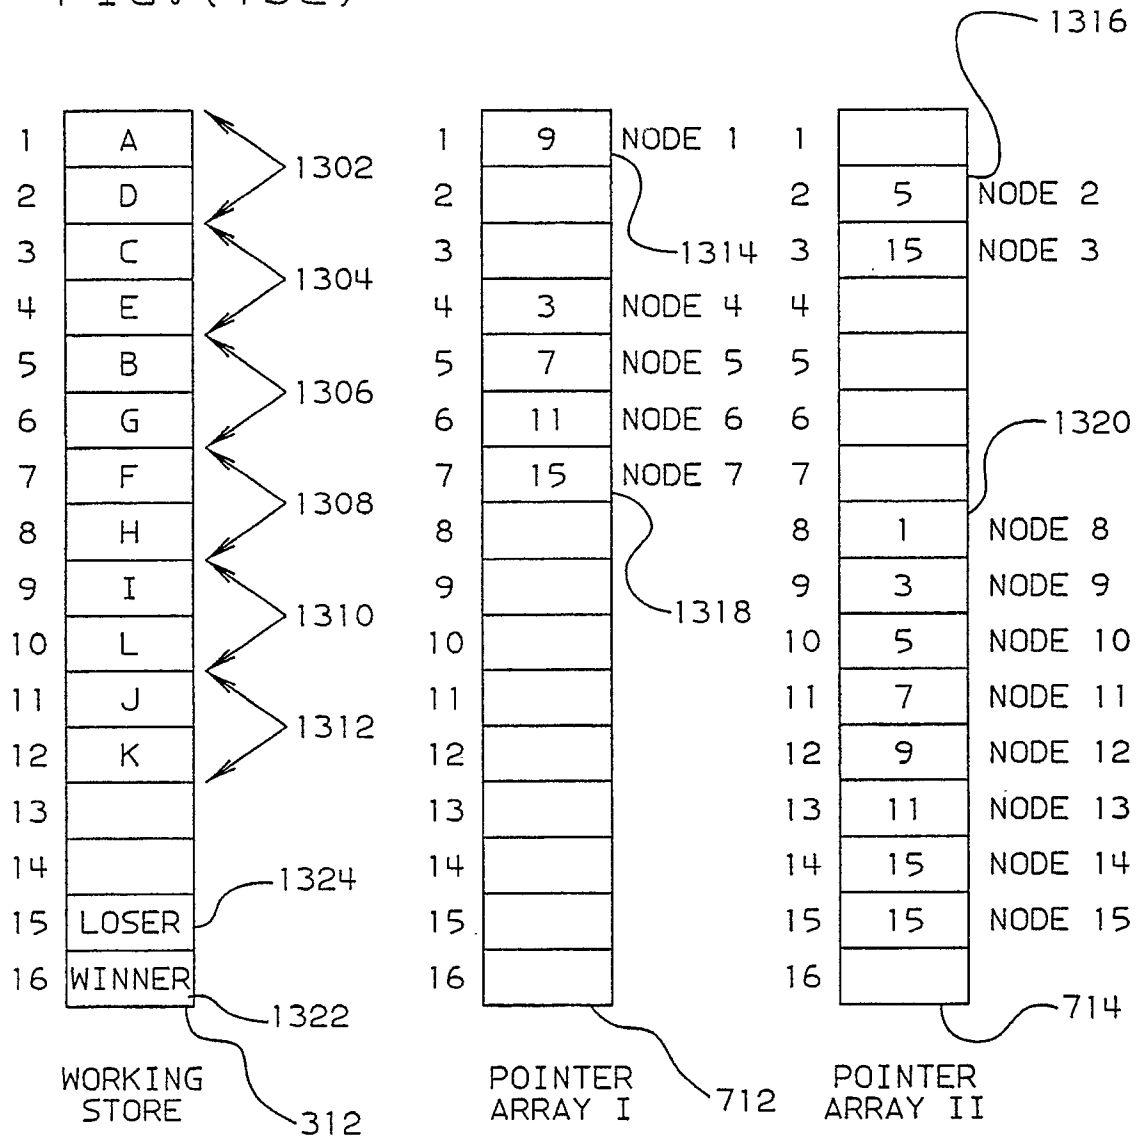 1316
1 A 1 9 NODE 1 1
1302
2 D 2 2 5 NODE 2
3 C 3 1314 3 15 NODE 3
1304
4 E 4 3 NODE 4 4
5 B 5 7 NODE 5 5
1306
6 G 6 11 NODE 6 6 1320
7 F 7 15 NODE 7 7
1308
8 H 8 8 1 NODE 8
9 I 9 9 3 NODE 9
1310 1318
10 L 10 10 5 NODE 10
11 J 11 11 7 NODE 11
1312
12 K 12 12 9 NODE 12
13 13 13 11 NODE 13
14 14 14 15 NODE 14
1324
15 LOSER 15 15 15 NODE 15
16 WINNER 16 16
1322 714
WORKING STORE
312
POINTER ARRAY I
712
POINTER ARRAY II